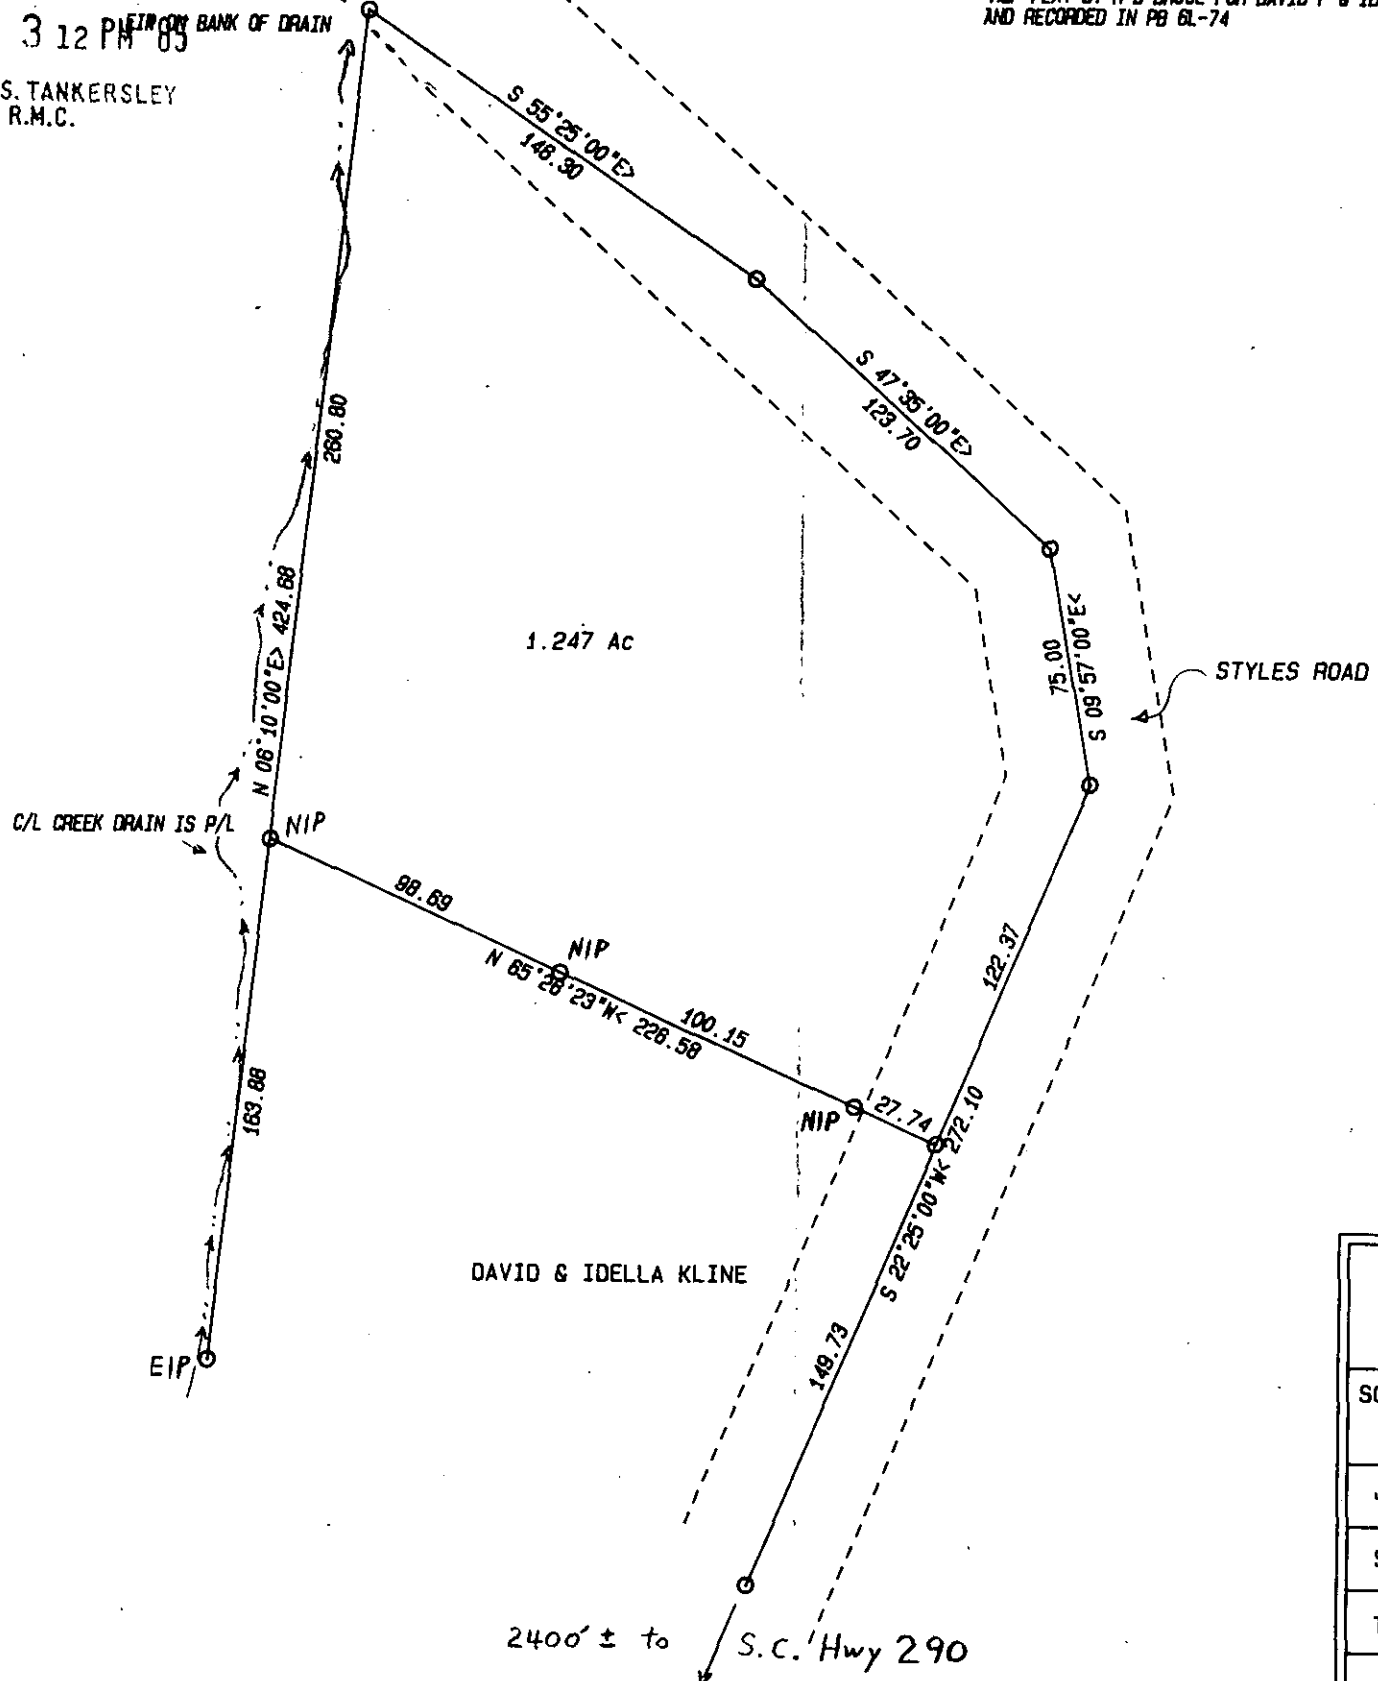 3 12 PM '85
EIP ON BANK OF DRAIN
S. TANKERSLEY
R.M.C.
AND RECORDED IN PB 6L-74
S 55°25'00"E>
148.30
S 47°35'00"E>
123.70
260.80
N 06°10'00"E> 424.68
1.247 Ac
75.00
S 09°57'00"E<
STYLES ROAD
C/L CREEK DRAIN IS P/L
NIP
98.69
NIP
N 65°26'23"W< 226.58
100.15
122.37
NIP
27.74
163.88
S 22°25'00"W< 272.10
DAVID & IDELLA KLINE
149.73
EIP
2400' ± to S.C. Hwy 290